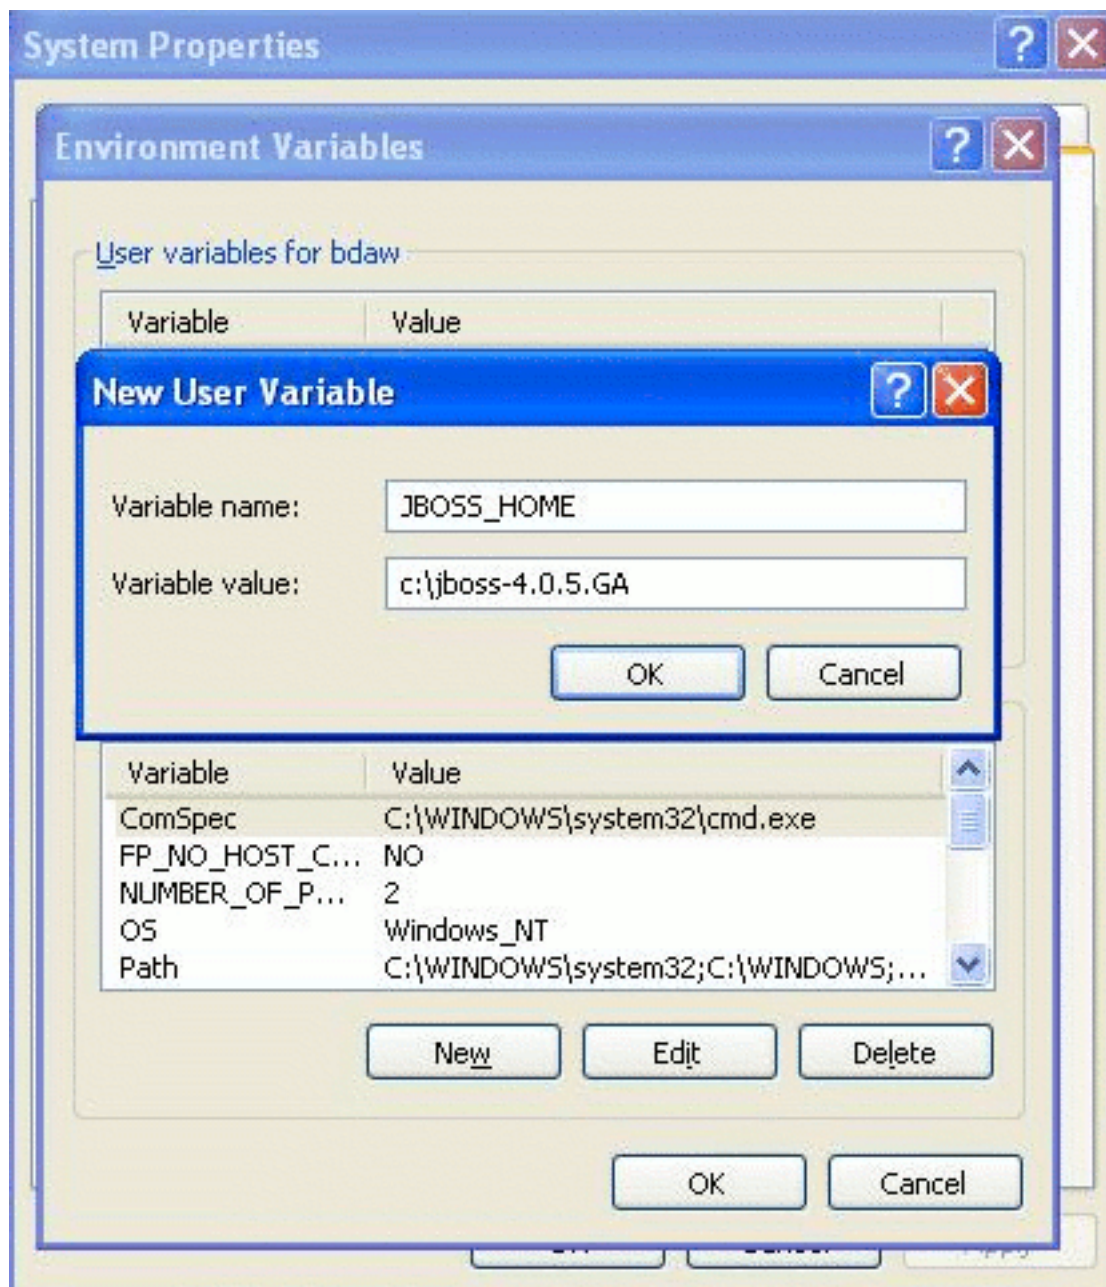 System Properties
Environment Variables
User variables for bdaw
Variable Value
New User Variable
Variable name: JBOSS_HOME
Variable value: c:\jboss-4.0.5.GA
OK Cancel
Variable Value
ComSpec C:\WINDOWS\system32\cmd.exe
FP_NO_HOST_C... NO
NUMBER_OF_P... 2
OS Windows_NT
Path C:\WINDOWS\system32;C:\WINDOWS;...
New Edit Delete
OK Cancel